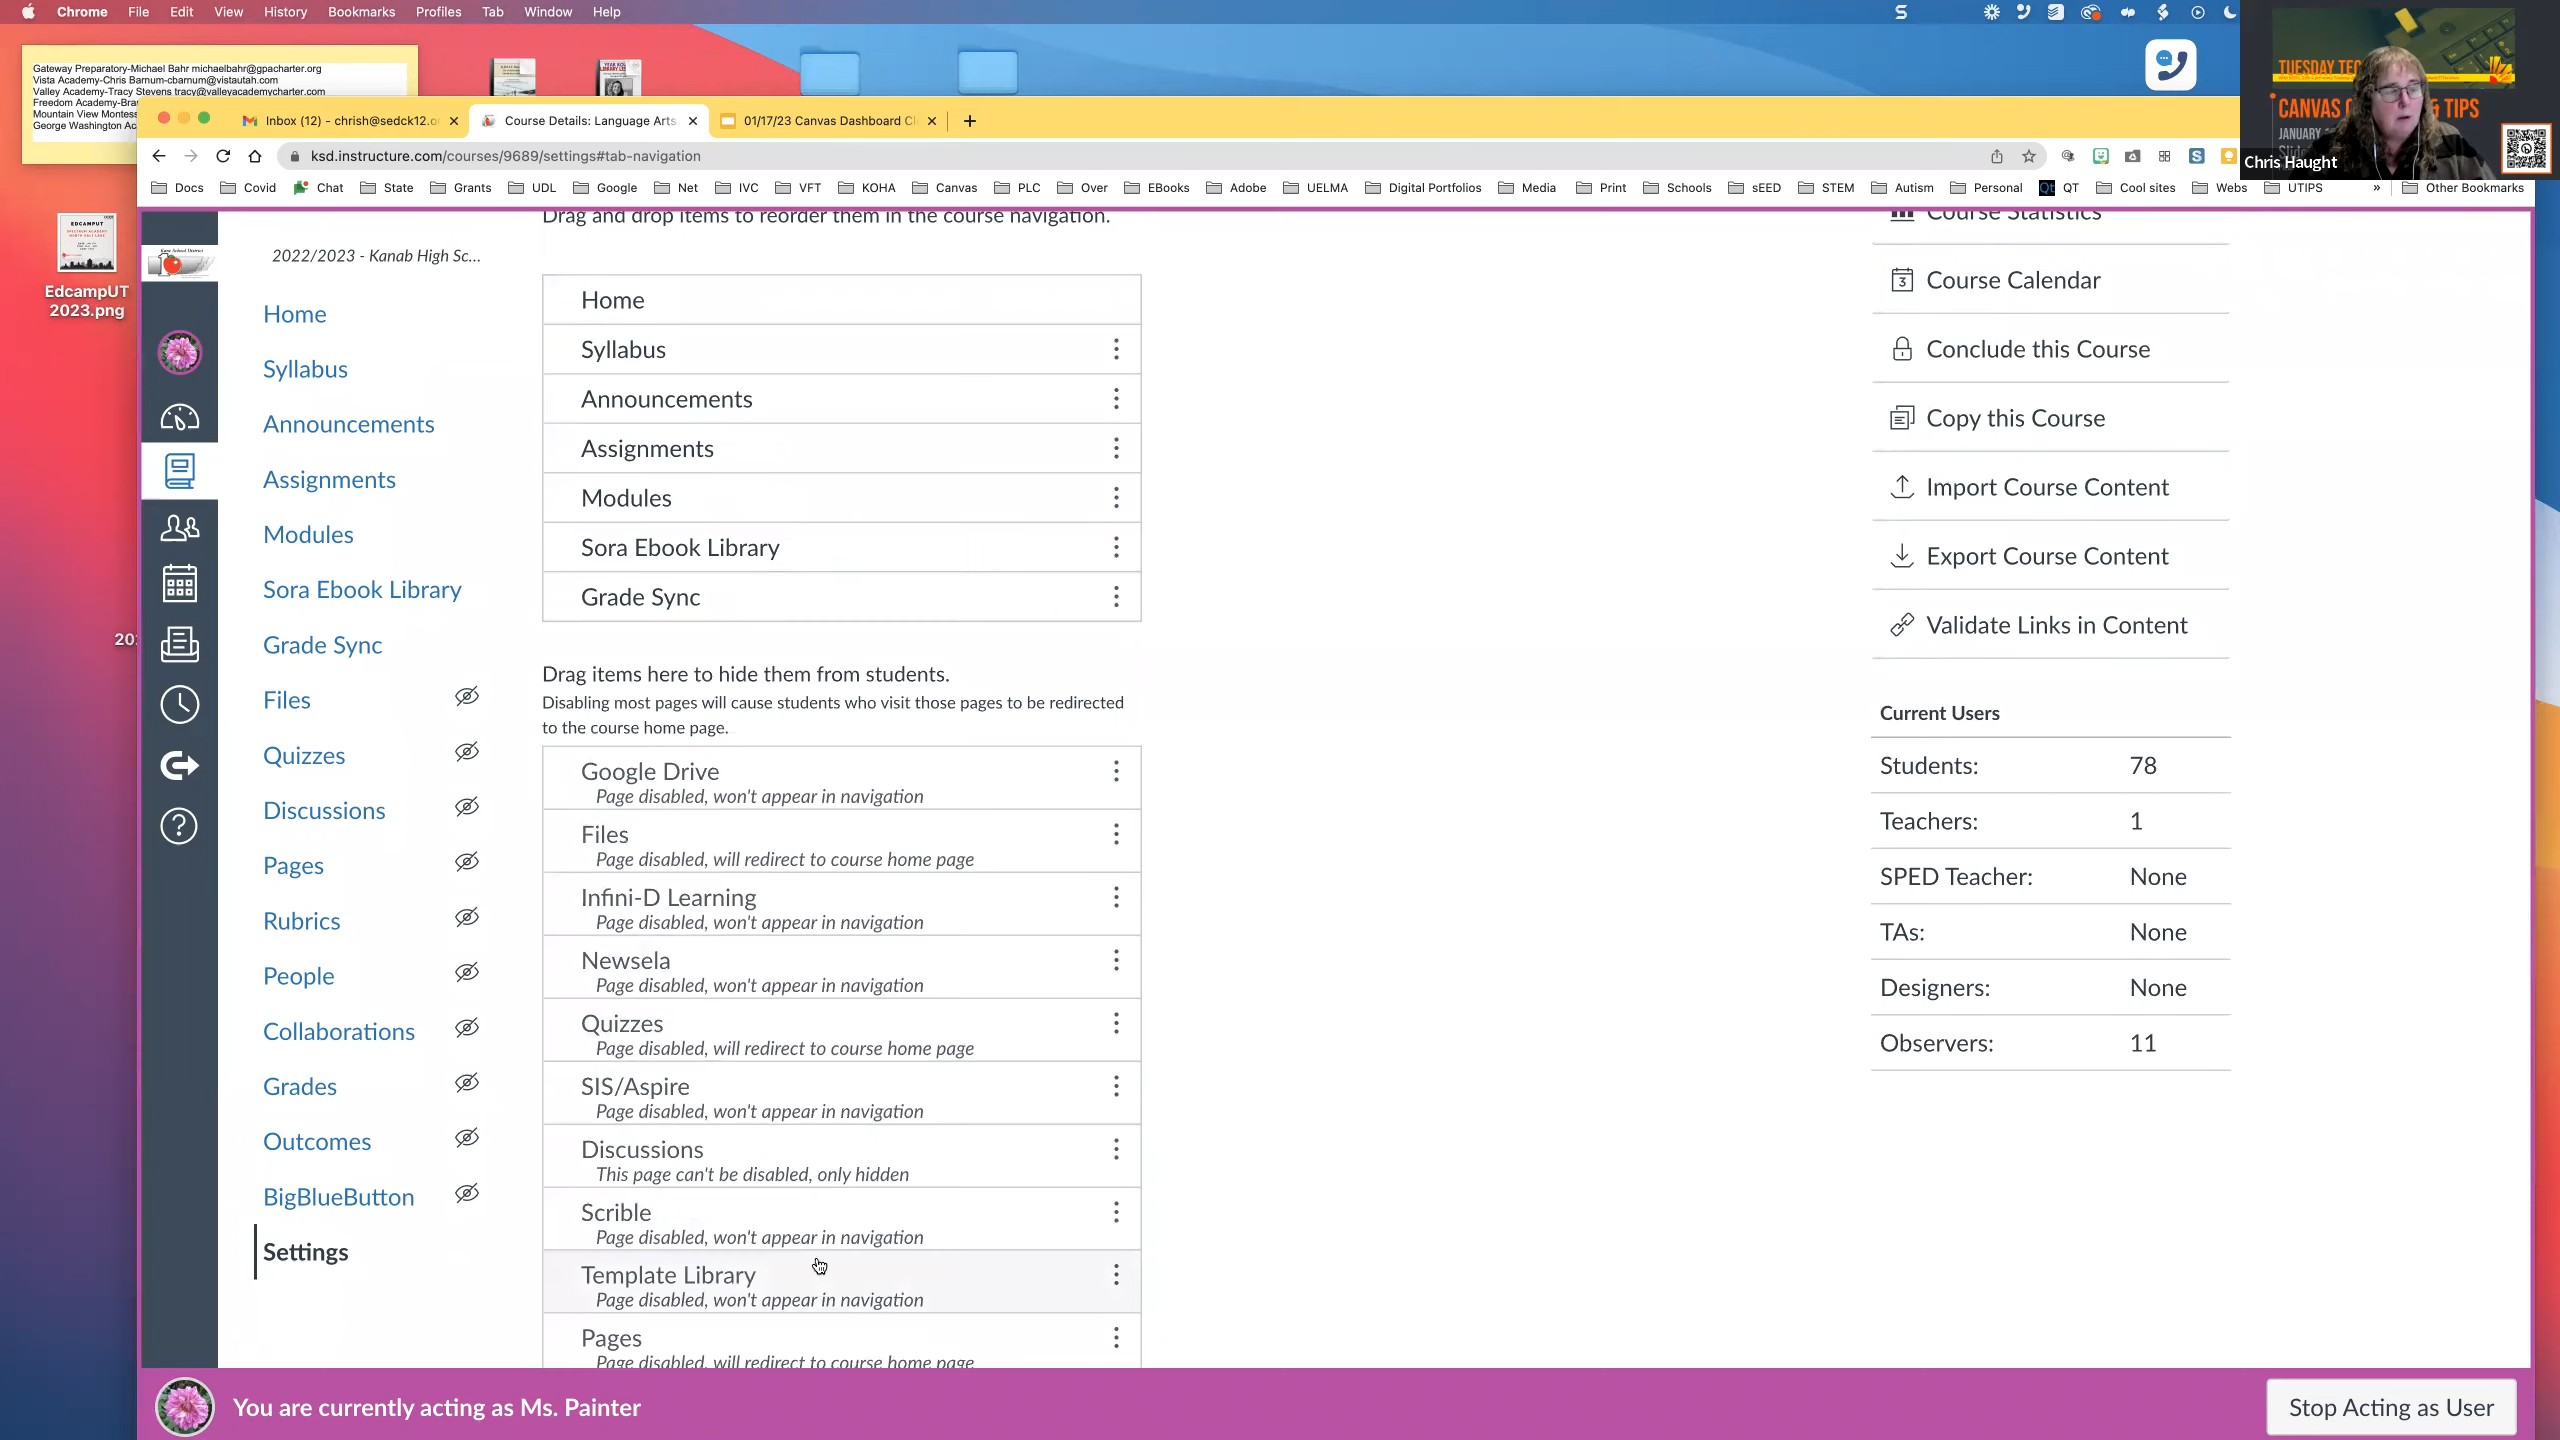 Chrome File Edit View History Bookmarks Profiles Tab Window Help
Gateway Preparatory-Michael Bahr michaelbahr@gpacharter.org
Vista Academy-Chris Barnum-cbarnum@vistautah.com
Valley Academy-Tracy Stevens tracy@valleyacademycharter.com
Freedom Academy-Bra
Mountain View Montess
George Washington Ac
EdcampUT
2023.png
TUESDAY TEC
CANVAS TIPS
JANUARY
Chris Haught
Inbox (12) - chrish@sedck12.o
Course Details: Language Arts
01/17/23 Canvas Dashboard Cl
ksd.instructure.com/courses/9689/settings#tab-navigation
Docs Covid Chat State Grants UDL Google Net IVC VFT KOHA Canvas PLC Over EBooks Adobe UELMA Digital Portfolios Media Print Schools sEED STEM Autism Personal QT Cool sites Webs UTIPS » Other Bookmarks
2022/2023 - Kanab High Sc...
Home
Syllabus
Announcements
Assignments
Modules
Sora Ebook Library
Grade Sync
Files
Quizzes
Discussions
Pages
Rubrics
People
Collaborations
Grades
Outcomes
BigBlueButton
Settings
Drag and drop items to reorder them in the course navigation.
Home
Syllabus
Announcements
Assignments
Modules
Sora Ebook Library
Grade Sync
Drag items here to hide them from students.
Disabling most pages will cause students who visit those pages to be redirected
to the course home page.
Google Drive
Page disabled, won't appear in navigation
Files
Page disabled, will redirect to course home page
Infini-D Learning
Page disabled, won't appear in navigation
Newsela
Page disabled, won't appear in navigation
Quizzes
Page disabled, will redirect to course home page
SIS/Aspire
Page disabled, won't appear in navigation
Discussions
This page can't be disabled, only hidden
Scrible
Page disabled, won't appear in navigation
Template Library
Page disabled, won't appear in navigation
Pages
Page disabled, will redirect to course home page
Course Statistics
Course Calendar
Conclude this Course
Copy this Course
Import Course Content
Export Course Content
Validate Links in Content
Current Users
Students: 78
Teachers: 1
SPED Teacher: None
TAs: None
Designers: None
Observers: 11
You are currently acting as Ms. Painter
Stop Acting as User